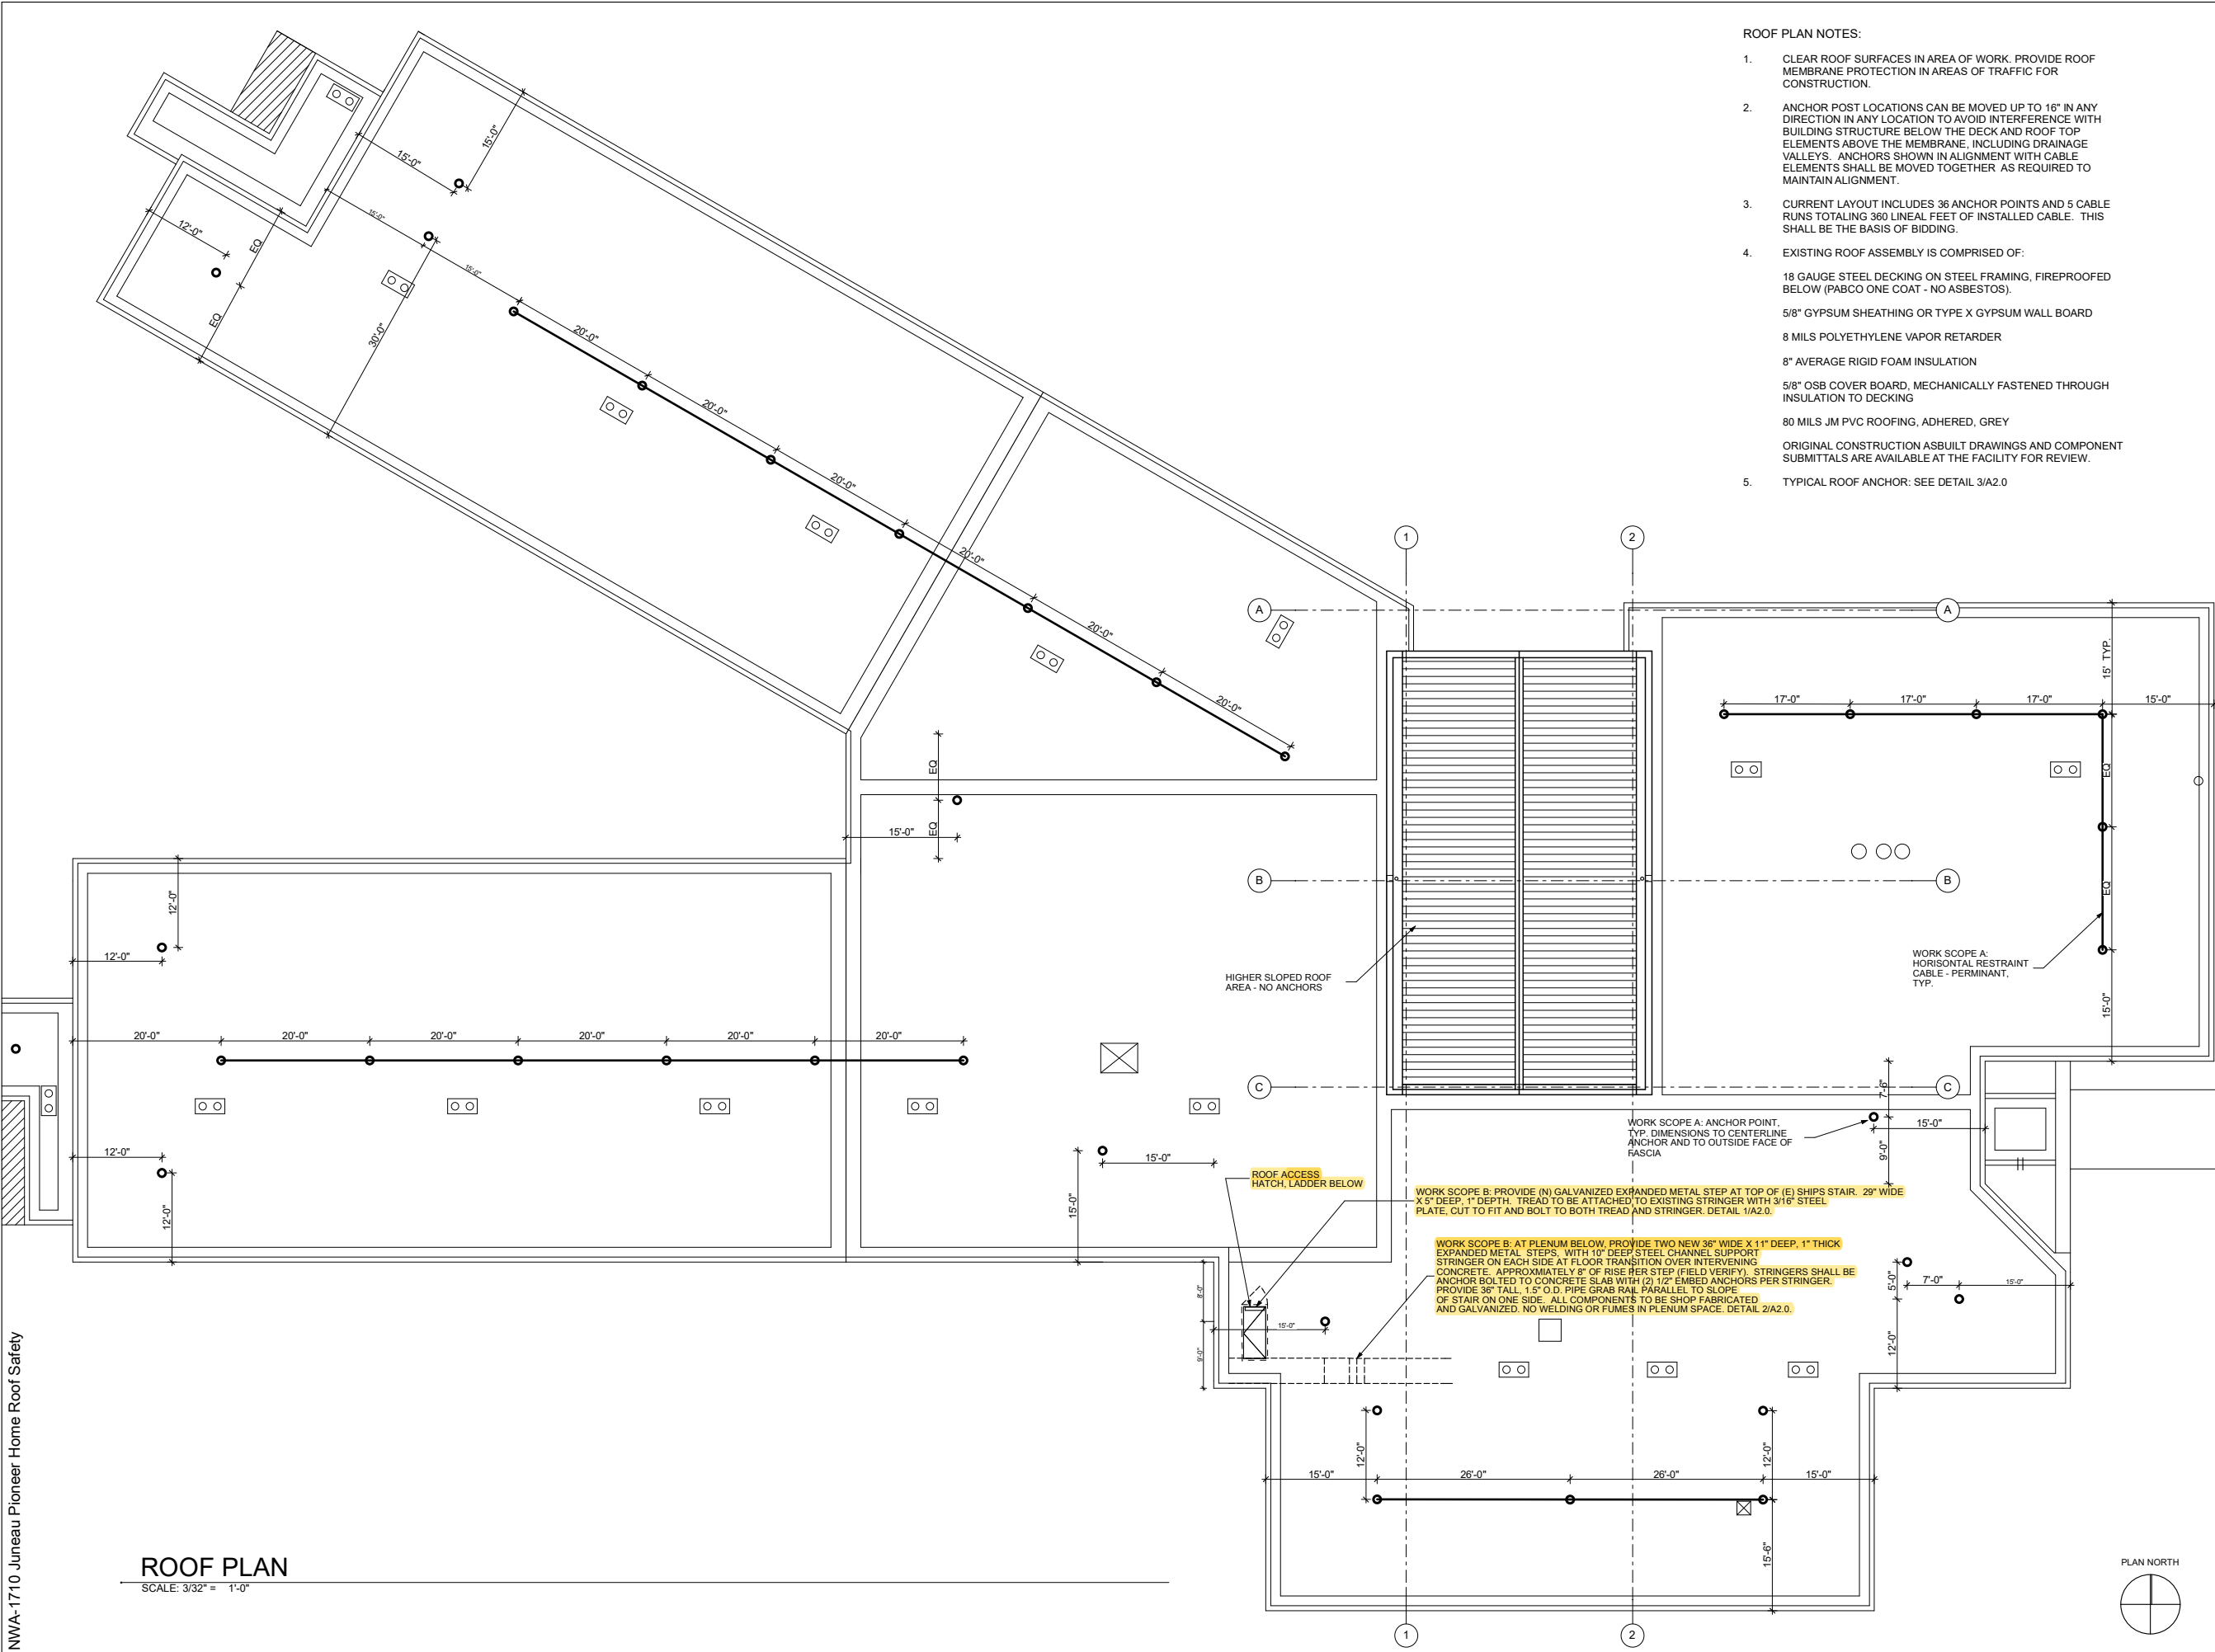 ROOF PLAN NOTES:
1. CLEAR ROOF SURFACES IN AREA OF WORK. PROVIDE ROOF
MEMBRANE PROTECTION IN AREAS OF TRAFFIC FOR
CONSTRUCTION.
2. ANCHOR POST LOCATIONS CAN BE MOVED UP TO 16" IN ANY
DIRECTION IN ANY LOCATION TO AVOID INTERFERENCE WITH
BUILDING STRUCTURE BELOW THE DECK AND ROOF TOP
ELEMENTS ABOVE THE MEMBRANE, INCLUDING DRAINAGE
VALLEYS. ANCHORS SHOWN IN ALIGNMENT WITH CABLE
ELEMENTS SHALL BE MOVED TOGETHER AS REQUIRED TO
MAINTAIN ALIGNMENT.
3. CURRENT LAYOUT INCLUDES 36 ANCHOR POINTS AND 5 CABLE
RUNS TOTALING 360 LINEAL FEET OF INSTALLED CABLE. THIS
SHALL BE THE BASIS OF BIDDING.
4. EXISTING ROOF ASSEMBLY IS COMPRISED OF:
18 GAUGE STEEL DECKING ON STEEL FRAMING, FIREPROOFED
BELOW (PABCO ONE COAT - NO ASBESTOS).
5/8" GYPSUM SHEATHING OR TYPE X GYPSUM WALL BOARD
8 MILS POLYETHYLENE VAPOR RETARDER
8" AVERAGE RIGID FOAM INSULATION
5/8" OSB COVER BOARD, MECHANICALLY FASTENED THROUGH
INSULATION TO DECKING
80 MILS JM PVC ROOFING, ADHERED, GREY
ORIGINAL CONSTRUCTION ASBUILT DRAWINGS AND COMPONENT
SUBMITTALS ARE AVAILABLE AT THE FACILITY FOR REVIEW.
5. TYPICAL ROOF ANCHOR: SEE DETAIL 3/A2.0
15'-0"
15'-0"
15'-0"
15'-0"
12'-0"
EQ
EQ
30'-0"
20'-0"
20'-0"
20'-0"
20'-0"
20'-0"
20'-0"
1
2
A
A
15' TYP.
17'-0"
17'-0"
17'-0"
15'-0"
EQ
EQ
15'-0"
EQ
EQ
15'-0"
B
B
12'-0"
12'-0"
HIGHER SLOPED ROOF
AREA - NO ANCHORS
WORK SCOPE A:
HORISONTAL RESTRAINT
CABLE - PERMINANT,
TYP.
20'-0"
20'-0"
20'-0"
20'-0"
20'-0"
20'-0"
C
C
7'-6"
9'-0"
15'-0"
WORK SCOPE A: ANCHOR POINT,
TYP. DIMENSIONS TO CENTERLINE
ANCHOR AND TO OUTSIDE FACE OF
FASCIA
12'-0"
12'-0"
15'-0"
15'-0"
ROOF ACCESS
HATCH, LADDER BELOW
WORK SCOPE B: PROVIDE (N) GALVANIZED EXPANDED METAL STEP AT TOP OF (E) SHIPS STAIR. 29" WIDE
X 5" DEEP, 1" DEPTH. TREAD TO BE ATTACHED TO EXISTING STRINGER WITH 3/16" STEEL
PLATE, CUT TO FIT AND BOLT TO BOTH TREAD AND STRINGER. DETAIL 1/A2.0.
WORK SCOPE B: AT PLENUM BELOW, PROVIDE TWO NEW 36" WIDE X 11" DEEP, 1" THICK
EXPANDED METAL STEPS, WITH 10" DEEP STEEL CHANNEL SUPPORT
STRINGER ON EACH SIDE AT FLOOR TRANSITION OVER INTERVENING
CONCRETE. APPROXMIATELY 8" OF RISE PER STEP (FIELD VERIFY). STRINGERS SHALL BE
ANCHOR BOLTED TO CONCRETE SLAB WITH (2) 1/2" EMBED ANCHORS PER STRINGER.
PROVIDE 36" TALL, 1.5" O.D. PIPE GRAB RAIL PARALLEL TO SLOPE
OF STAIR ON ONE SIDE. ALL COMPONENTS TO BE SHOP FABRICATED
AND GALVANIZED. NO WELDING OR FUMES IN PLENUM SPACE. DETAIL 2/A2.0.
8'-0"
9'-0"
15'-0"
5'-0"
7'-0"
15'-0"
12'-0"
12'-0"
12'-0"
15'-0"
26'-0"
26'-0"
15'-0"
15'-6"
1
2
ROOF PLAN
SCALE: 3/32" = 1'-0"
PLAN NORTH
NWA-1710 Juneau Pioneer Home Roof Safety